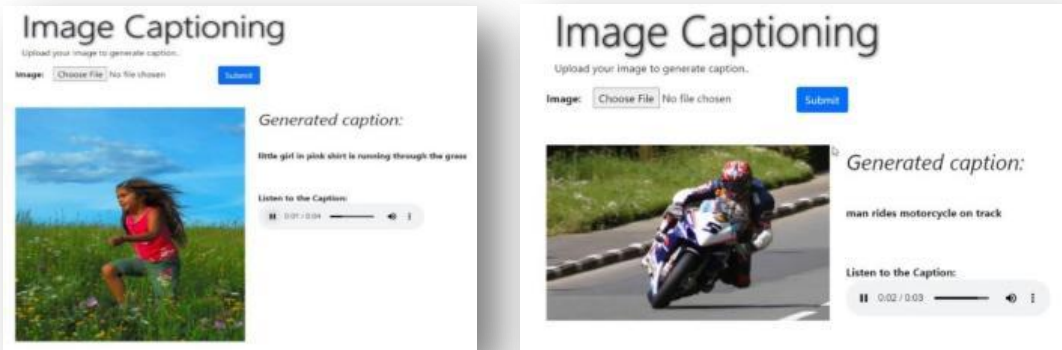 Image Captioning
Upload your image to generate caption..
Image: Choose File No file chosen Submit
Generated caption:
little girl in pink shirt is running through the grass
Listen to the Caption:
0:01 / 0:04
Image Captioning
Upload your image to generate caption..
Image: Choose File No file chosen Submit
Generated caption:
man rides motorcycle on track
Listen to the Caption:
0:02 / 0:03